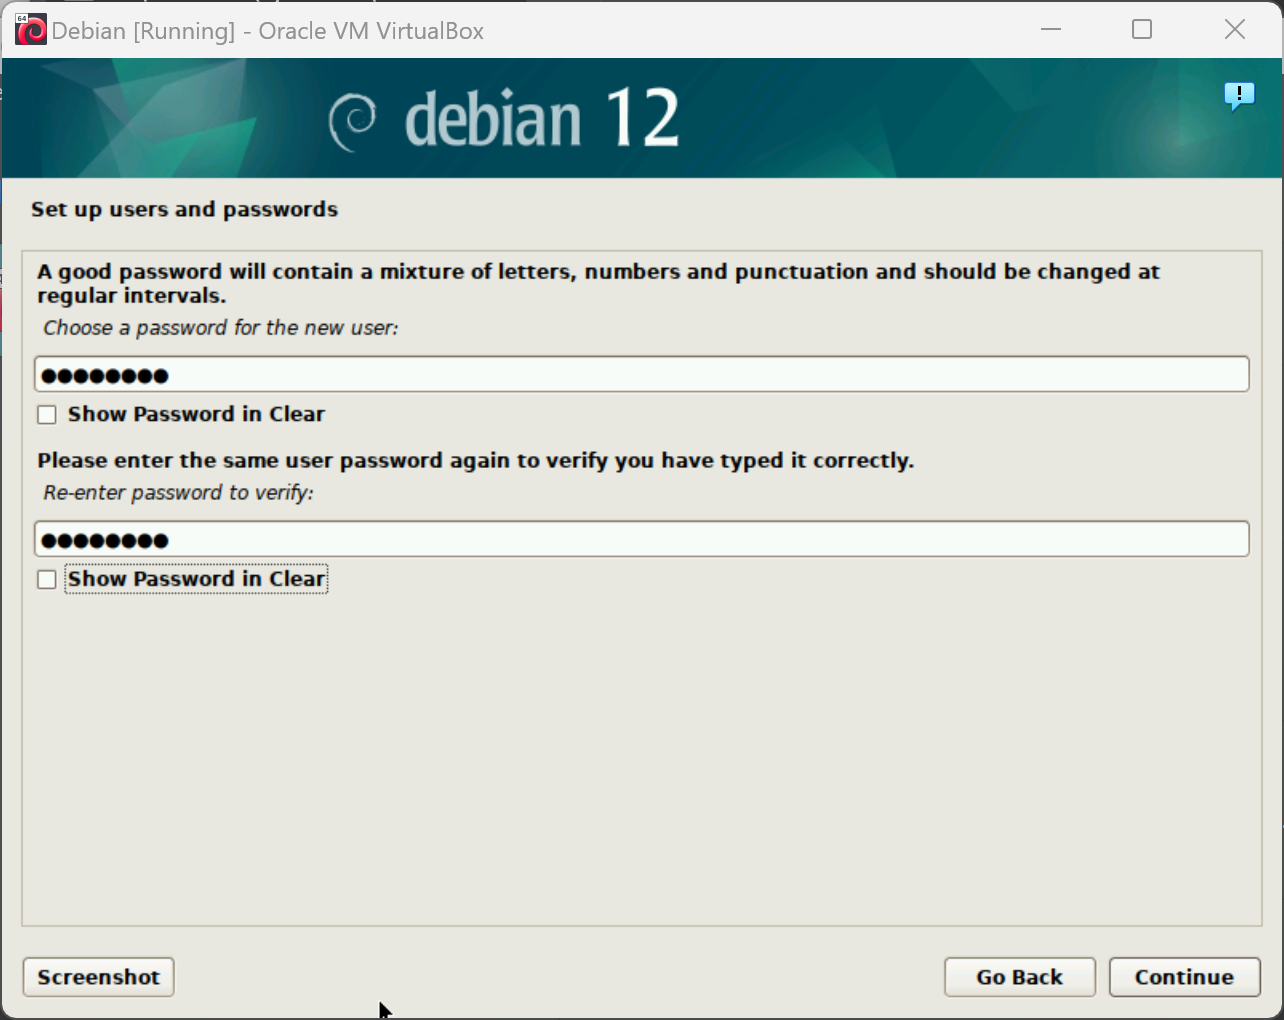 64
Debian [Running] - Oracle VM VirtualBox
debian 12
!
Set up users and passwords
A good password will contain a mixture of letters, numbers and punctuation and should be changed at
regular intervals.
Choose a password for the new user:
●●●●●●●●
Show Password in Clear
Please enter the same user password again to verify you have typed it correctly.
Re-enter password to verify:
●●●●●●●●
Show Password in Clear
Screenshot
Go Back
Continue